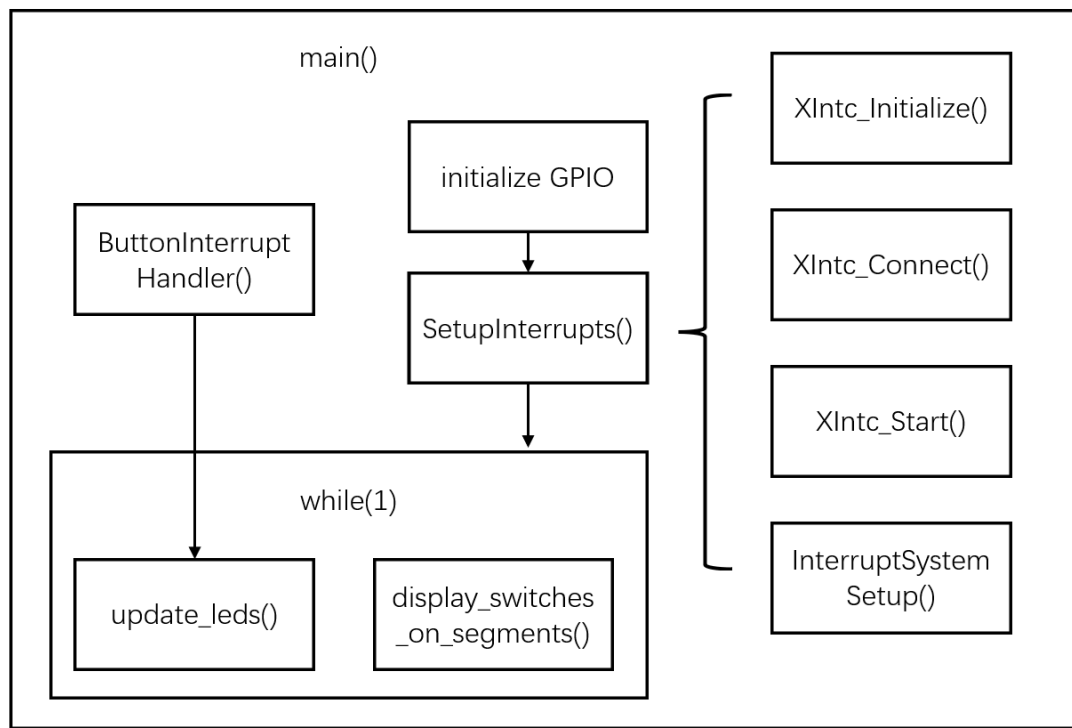 main()
initialize GPIO
ButtonInterrupt
Handler()
SetupInterrupts()
while(1)
update_leds()
display_switches
_on_segments()
XIntc_Initialize()
XIntc_Connect()
XIntc_Start()
InterruptSystem
Setup()